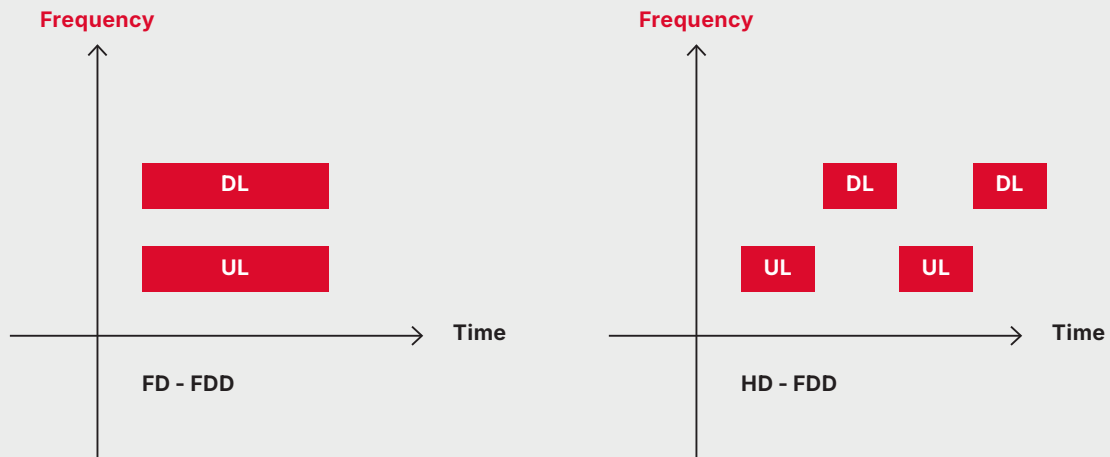 Frequency
DL
UL
Time
FD - FDD
Frequency
DL
DL
UL
UL
Time
HD - FDD